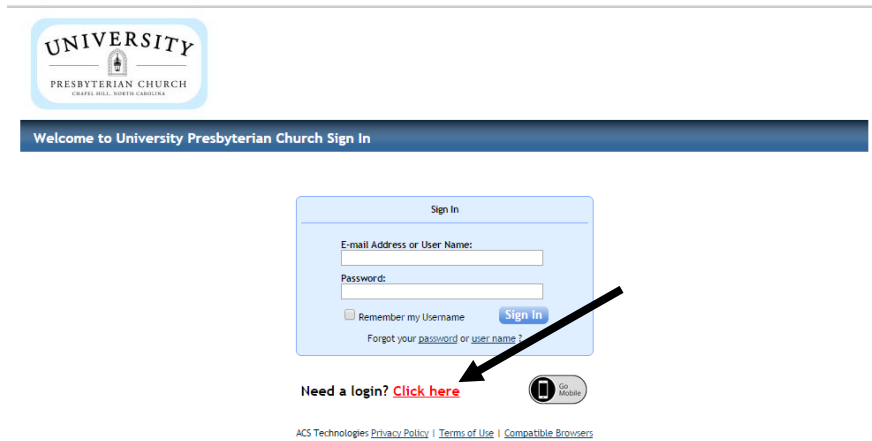 UNIVERSITY
PRESBYTERIAN CHURCH
CHAPEL HILL, NORTH CAROLINA
Welcome to University Presbyterian Church Sign In
Sign In
E-mail Address or User Name:
Password:
Remember my Username
Sign In
Forgot your password or user name ?
Need a login? Click here
Go
Mobile
ACS Technologies Privacy Policy | Terms of Use | Compatible Browsers